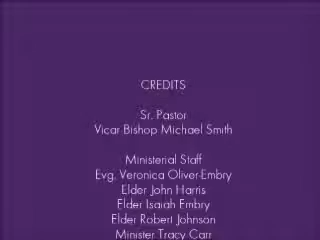 CREDITS
Sr. Pastor
Vicar Bishop Michael Smith
Ministerial Staff
Evg. Veronica Oliver-Embry
Elder John Harris
Elder Isaiah Embry
Elder Robert Johnson
Minister Tracy Carr